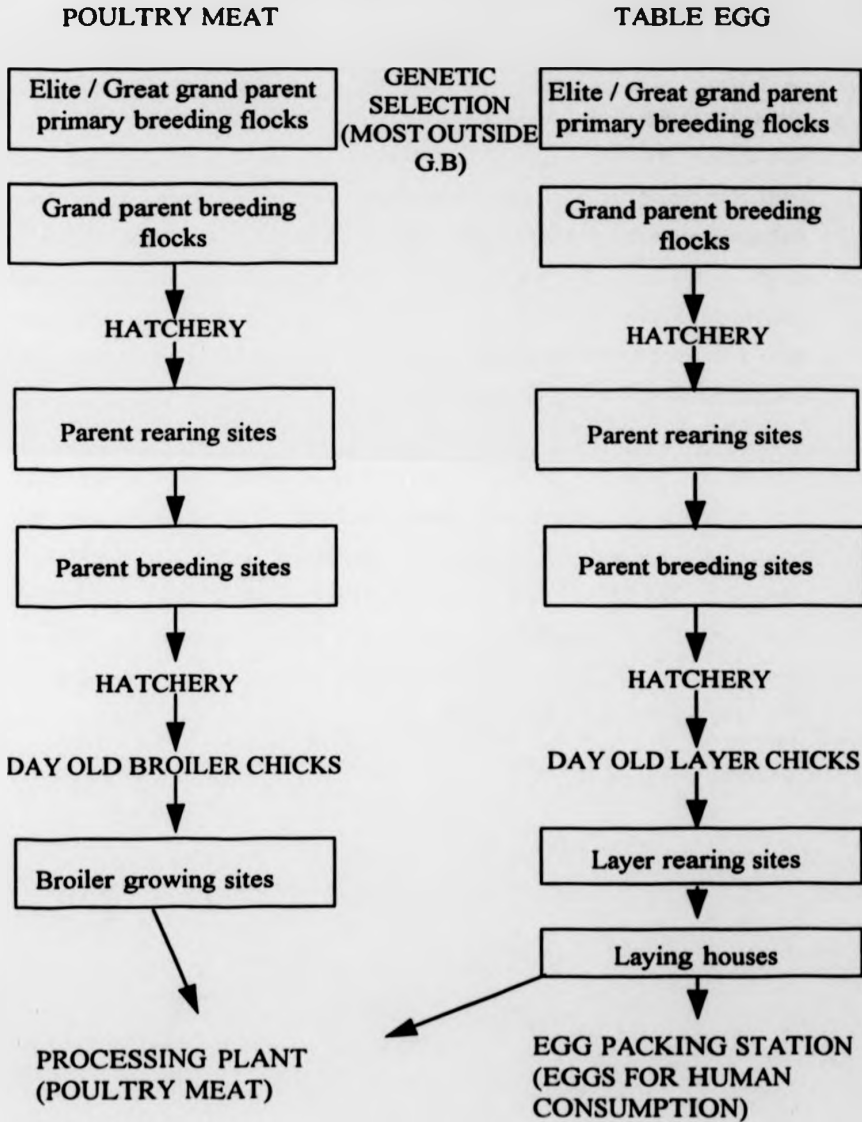 POULTRY MEAT
TABLE EGG
Elite / Great grand parent
primary breeding flocks
GENETIC
SELECTION
(MOST OUTSIDE
G.B)
Elite / Great grand parent
primary breeding flocks
Grand parent breeding
flocks
Grand parent breeding
flocks
HATCHERY
HATCHERY
Parent rearing sites
Parent rearing sites
Parent breeding sites
Parent breeding sites
HATCHERY
HATCHERY
DAY OLD BROILER CHICKS
DAY OLD LAYER CHICKS
Broiler growing sites
Layer rearing sites
Laying houses
PROCESSING PLANT
(POULTRY MEAT)
EGG PACKING STATION
(EGGS FOR HUMAN
CONSUMPTION)